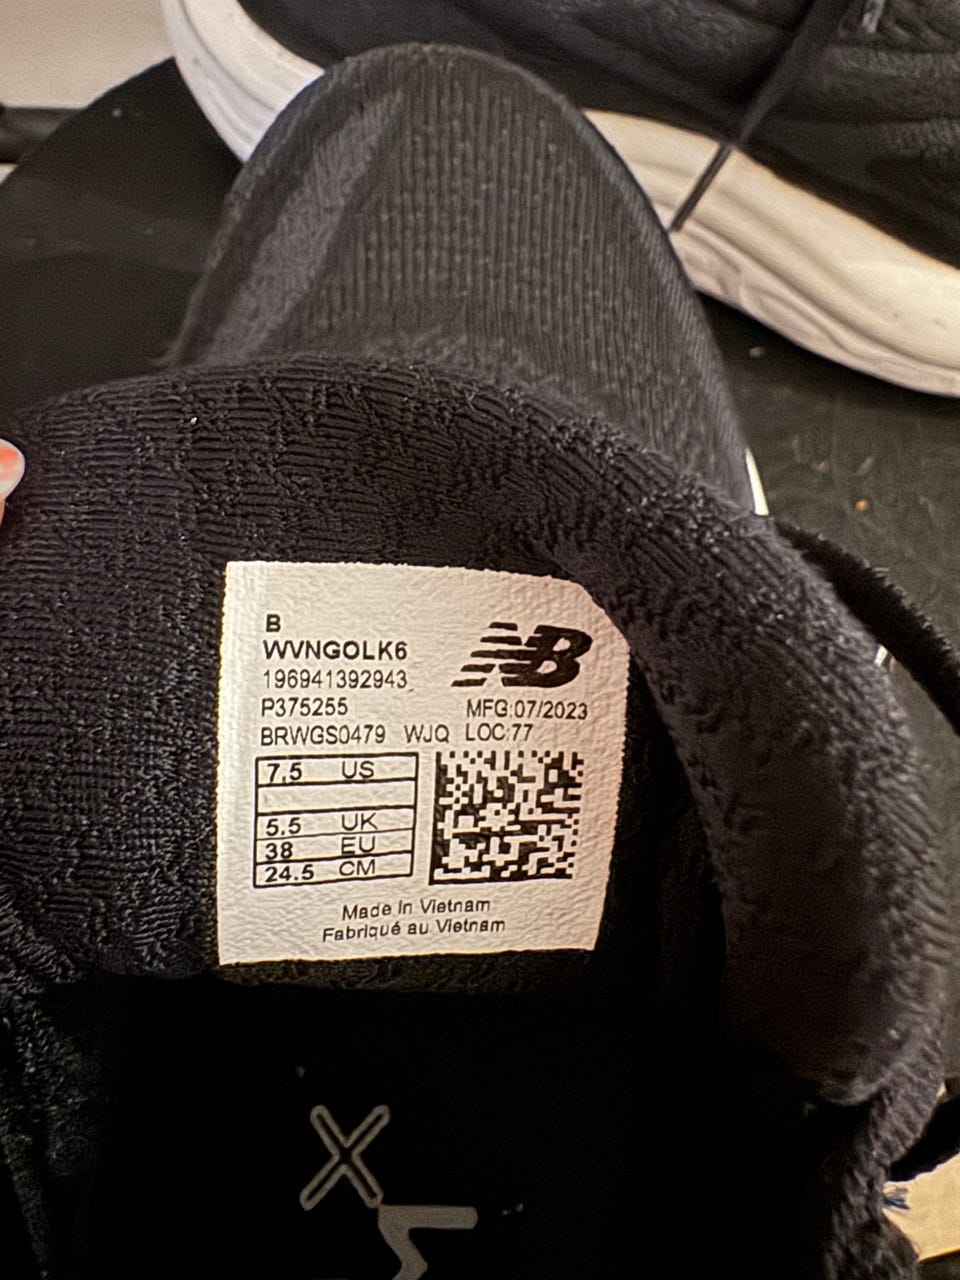 B
WVNGOLK6
196941392943
NB
P375255 MFG:07/2023
BRWGS0479 WJQ LOC:77
7.5 US
5.5 UK
38 EU
24.5 CM
Made in Vietnam
Fabriqué au Vietnam
X